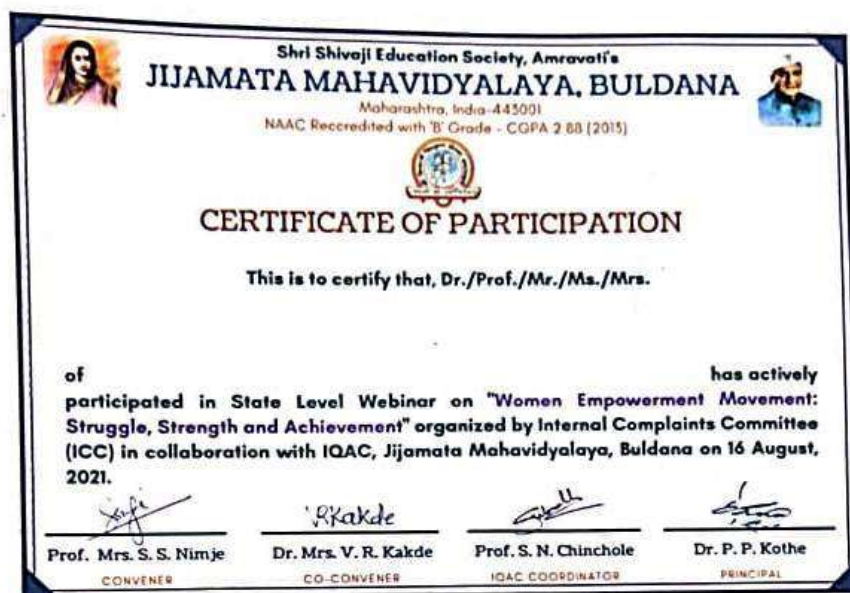 Shri Shivaji Education Society, Amravati's
JIJAMATA MAHAVIDYALAYA, BULDANA
Maharashtra, India-443001
NAAC Reccredited with 'B' Grade - CGPA 2.88 (2015)
CERTIFICATE OF PARTICIPATION
This is to certify that, Dr./Prof./Mr./Ms./Mrs.
of has actively
participated in State Level Webinar on "Women Empowerment Movement:
Struggle, Strength and Achievement" organized by Internal Complaints Committee
(ICC) in collaboration with IQAC, Jijamata Mahavidyalaya, Buldana on 16 August,
2021.
VRKakde
Prof. Mrs. S. S. Nimje Dr. Mrs. V. R. Kakde Prof. S. N. Chinchole Dr. P. P. Kothe
CONVENER CO-CONVENER IQAC COORDINATOR PRINCIPAL